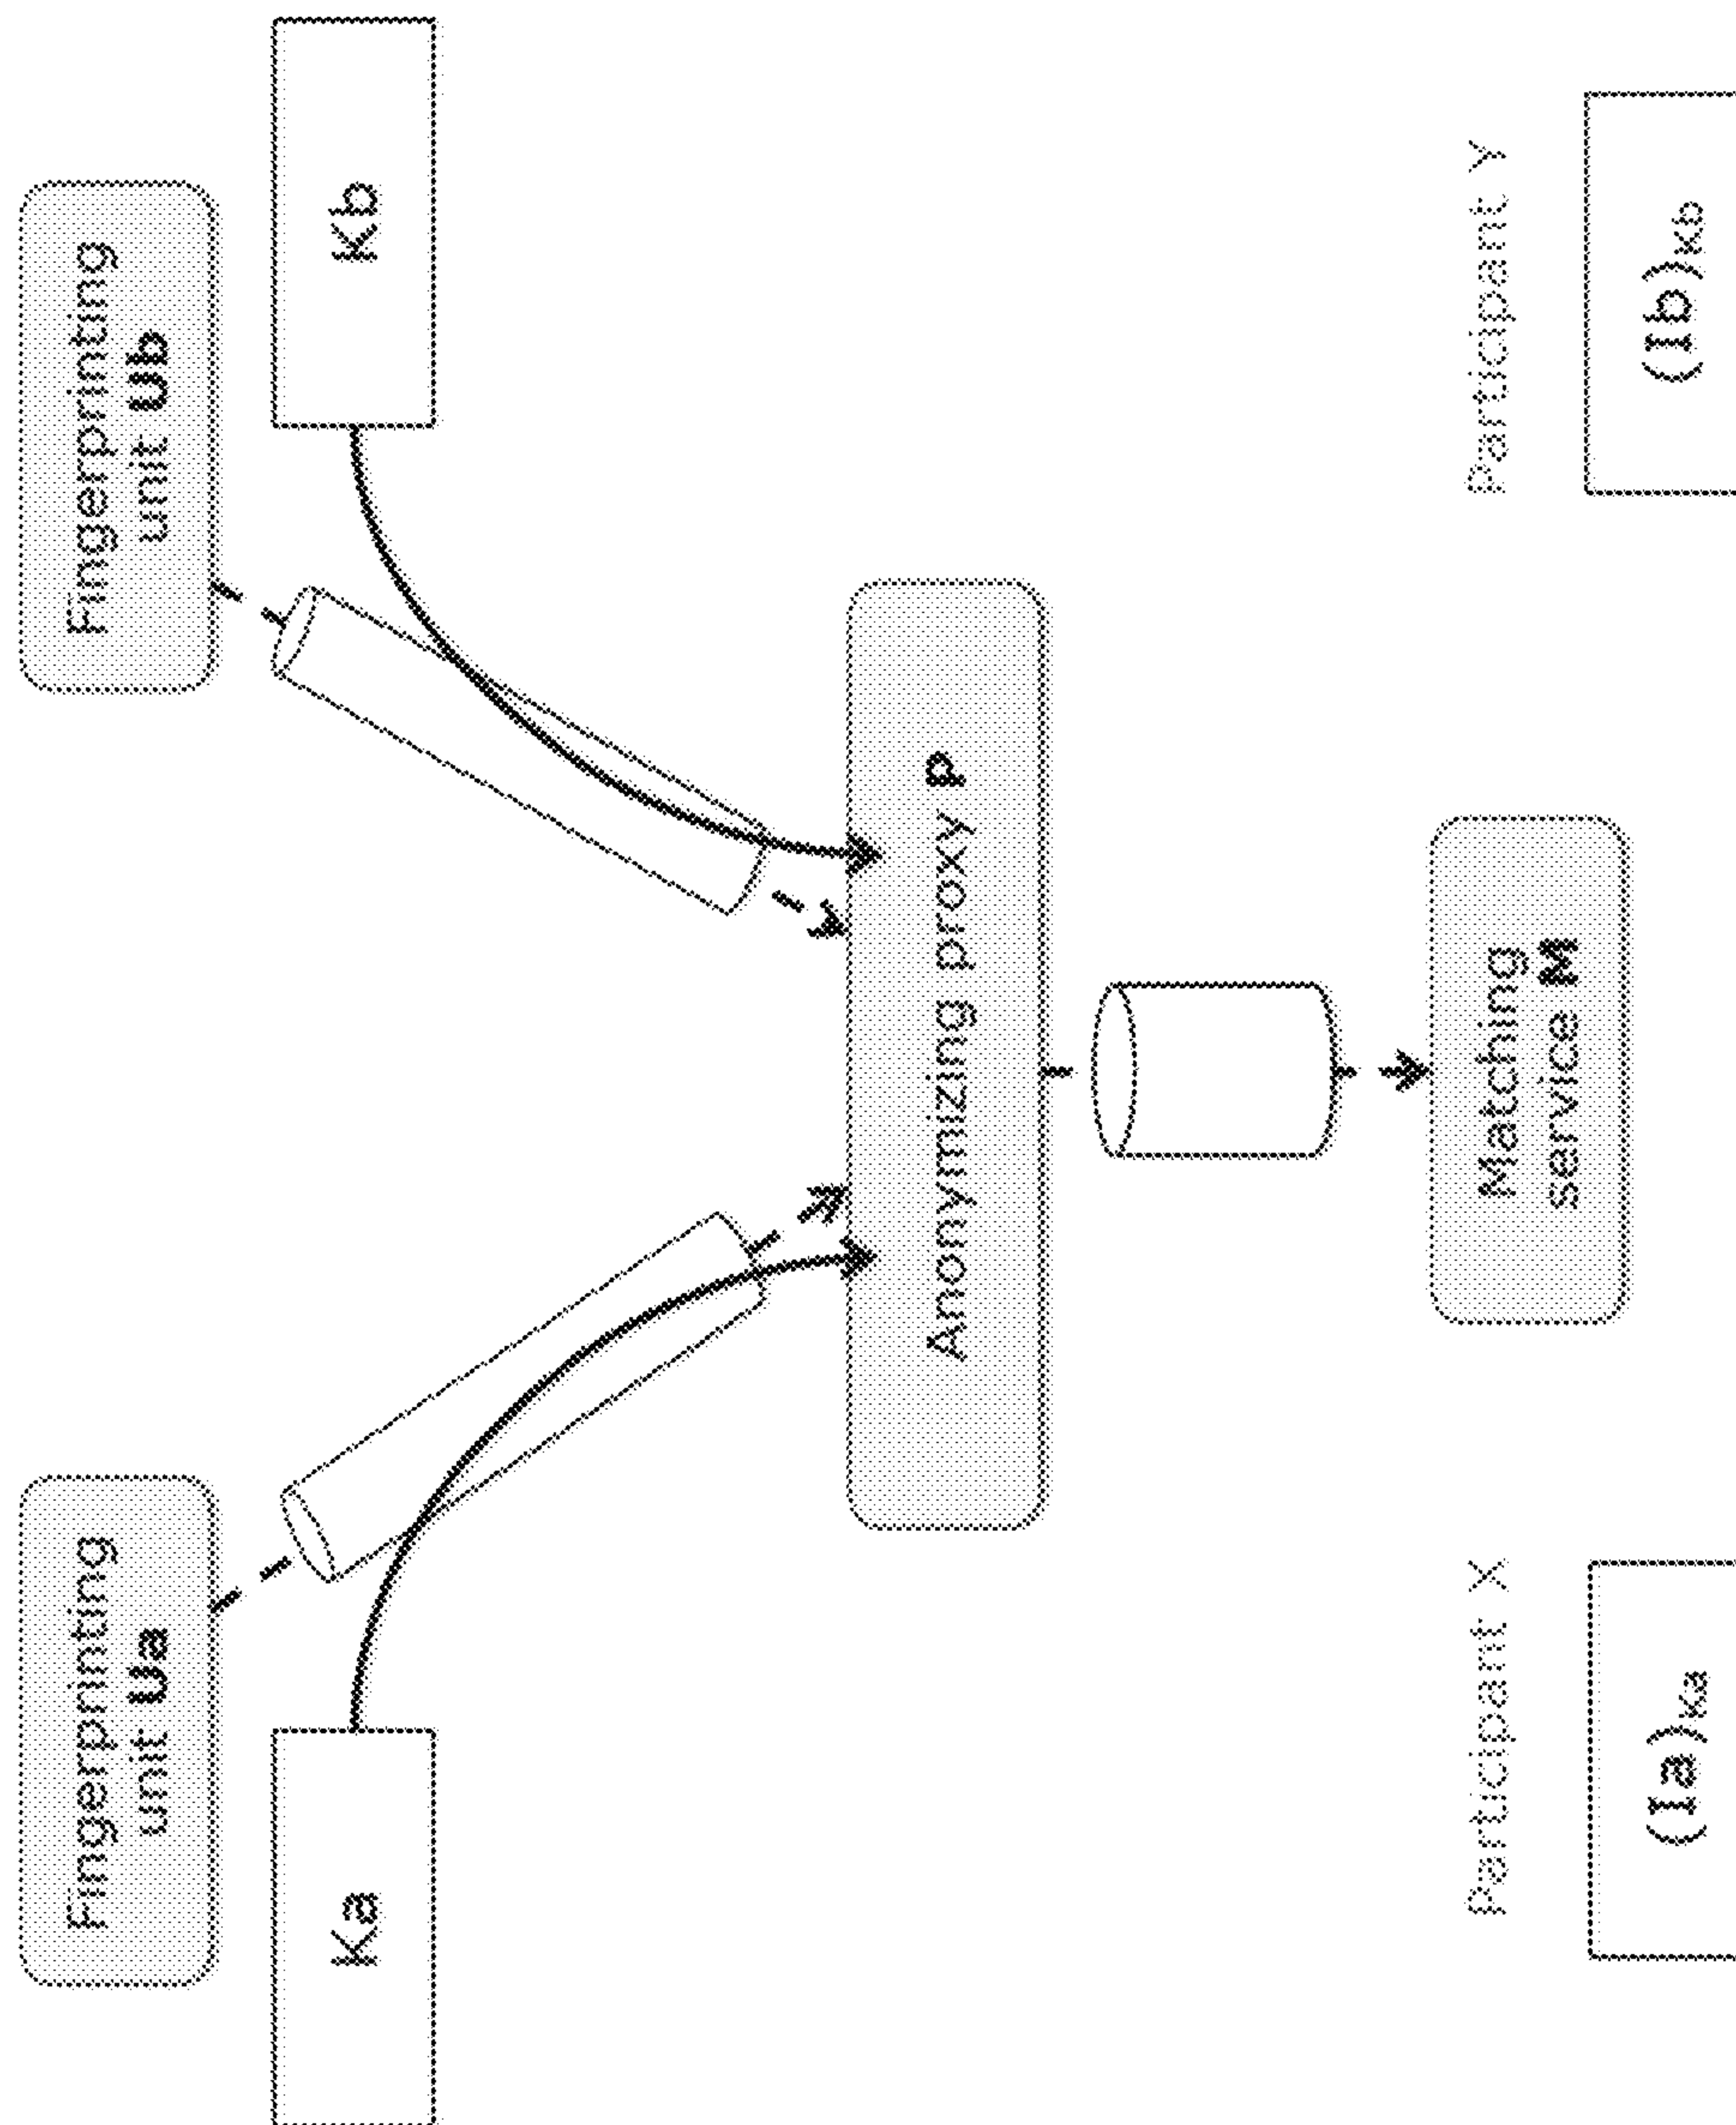 Fingerprinting
unit Ua
Fingerprinting
unit Ub
Ka
Kb
Anonymizing proxy P
Matching
service M
Participant X
Participant Y
(Ia)Ka
(Ib)Kb